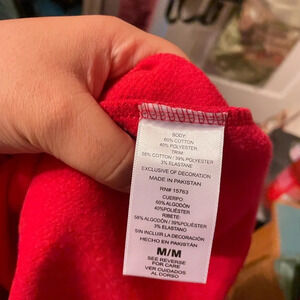 BODY:
60% COTTON
40% POLYESTER
TRIM:
58% COTTON / 39% POLYESTER
3% ELASTANE
EXCLUSIVE OF DECORATION
MADE IN PAKISTAN
RN# 15763
CUERPO:
60% ALGODÓN
40% POLIÉSTER
RIBETE:
58% ALGODÓN / 39% POLIÉSTER
3% ELASTANO
SIN INCLUIR LA DECORACIÓN
HECHO EN PAKISTÁN
M/M
SEE REVERSE
FOR CARE
VER CUIDADO
AL DORSO